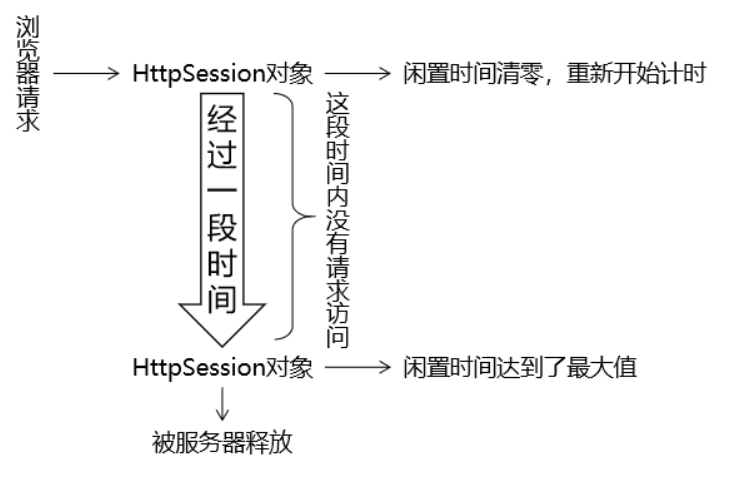 浏览器请求
HttpSession对象
闲置时间清零，重新开始计时
经过一段时间
这段时间内没有请求访问
HttpSession对象
闲置时间达到了最大值
被服务器释放